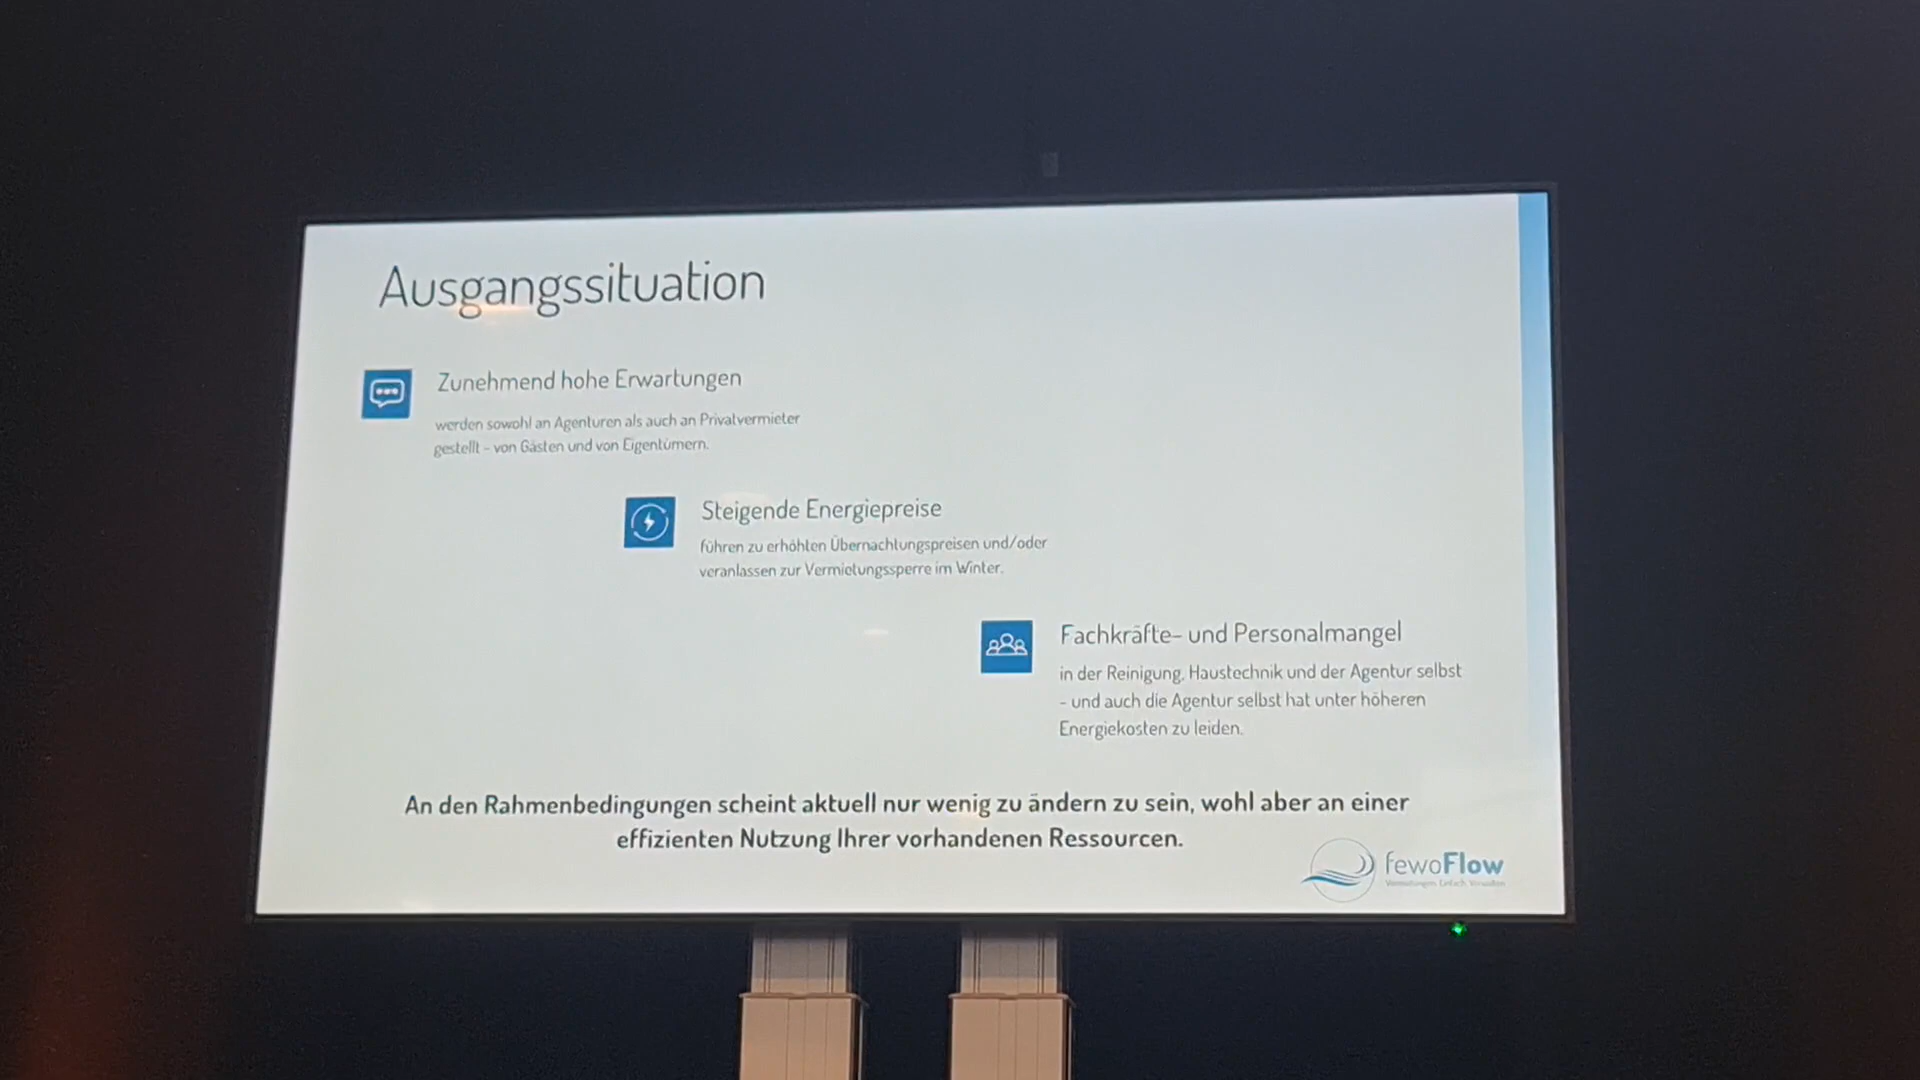 Ausgangssituation
Zunehmend hohe Erwartungen
werden sowohl an Agenturen als auch an Privatvermieter
gestellt – von Gästen und von Eigentümern.
Steigende Energiepreise
führen zu erhöhten Übernachtungspreisen und/oder
veranlassen zur Vermietungssperre im Winter.
Fachkräfte- und Personalmangel
in der Reinigung, Haustechnik und der Agentur selbst
– und auch die Agentur selbst hat unter höheren
Energiekosten zu leiden.
An den Rahmenbedingungen scheint aktuell nur wenig zu ändern zu sein, wohl aber an einer
effizienten Nutzung Ihrer vorhandenen Ressourcen.
fewoFlow